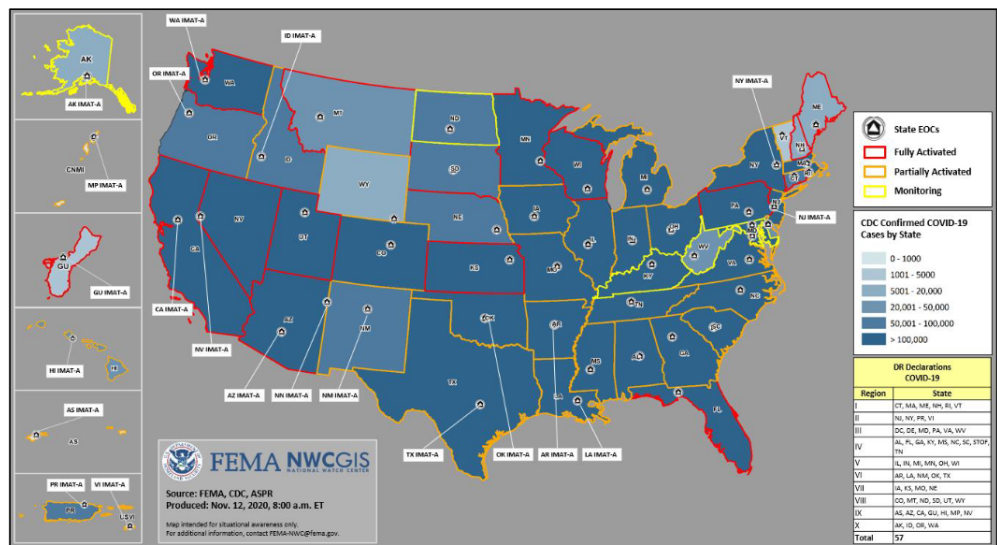 AK
AK IMAT-A
CNMI
MP IMAT-A
GU
GU IMAT-A
HI IMAT-A
HI
AS IMAT-A
AS
PR IMAT-A
VI IMAT-A
PR
USVI
WA IMAT-A
ID IMAT-A
OR IMAT-A
NY IMAT-A
WA
MT
ND
MN
ME
VT
NH
OR
ID
SD
WI
MI
NY
MA
CT
RI
WY
IA
PA
NJ
NE
NJ IMAT-A
NV
UT
IL
IN
OH
CA
CO
KS
MO
WV
KY
VA
CA IMAT-A
NC
TN
AZ
NM
OK
AR
SC
NV IMAT-A
MS
AL
GA
AZ IMAT-A
NN IMAT-A
NM IMAT-A
TX
LA
FL
TX IMAT-A
OK IMAT-A
AR IMAT-A
LA IMAT-A
FEMA NWCGIS
NATIONAL WATCH CENTER
Source: FEMA, CDC, ASPR
Produced: Nov. 12, 2020, 8:00 a.m. ET
Map intended for situational awareness only.
For additional information, contact FEMA-NWC@fema.gov.
State EOCs
Fully Activated
Partially Activated
Monitoring
CDC Confirmed COVID-19
Cases by State
0 - 1000
1001 - 5000
5001 - 20,000
20,001 - 50,000
50,001 - 100,000
> 100,000
DR Declarations
COVID-19
Region State
I CT, MA, ME, NH, RI, VT
II NJ, NY, PR, VI
III DC, DE, MD, PA, VA, WV
IV AL, FL, GA, KY, MS, NC, SC, STOF,
TN
V IL, IN, MI, MN, OH, WI
VI AR, LA, NM, OK, TX
VII IA, KS, MO, NE
VIII CO, MT, ND, SD, UT, WY
IX AS, AZ, CA, GU, HI, MP, NV
X AK, ID, OR, WA
Total 57